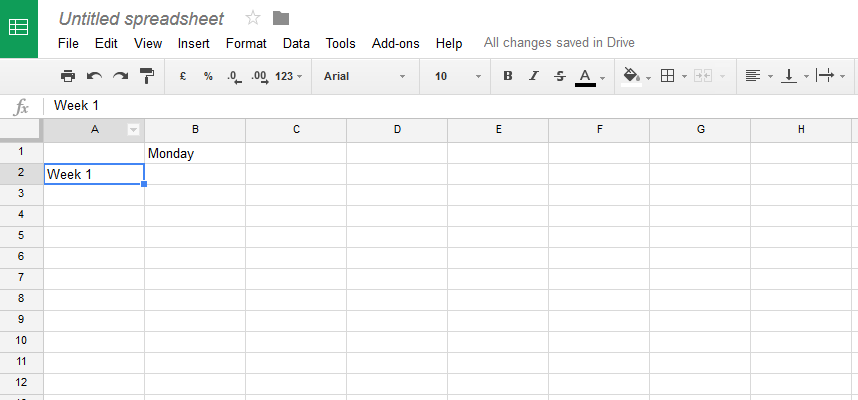 Untitled spreadsheet
File Edit View Insert Format Data Tools Add-ons Help All changes saved in Drive
£ % .0 .00 123 Arial 10 B I S A
fx Week 1
A B C D E F G H
1 Monday
2 Week 1
3
4
5
6
7
8
9
10
11
12